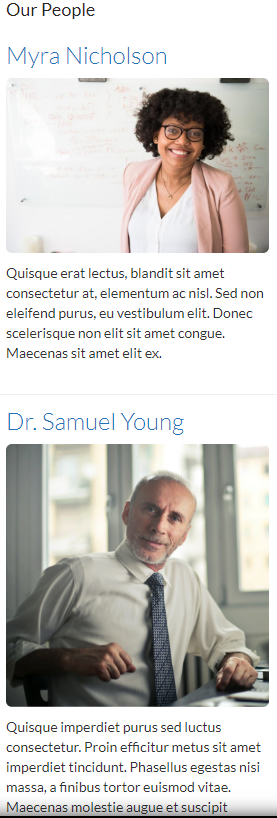 Our People
Myra Nicholson
Quisque erat lectus, blandit sit amet
consectetur at, elementum ac nisl. Sed non
eleifend purus, eu vestibulum elit. Donec
scelerisque non elit sit amet congue.
Maecenas sit amet elit ex.
Dr. Samuel Young
Quisque imperdiet purus sed luctus
consectetur. Proin efficitur metus sit amet
imperdiet tincidunt. Phasellus egestas nisi
massa, a finibus tortor euismod vitae.
Maecenas molestie augue et suscipit